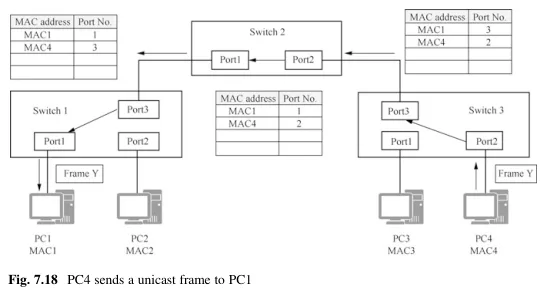 MAC address Port No.
MAC1 1
MAC4 3
Switch 2
Port1 Port2
MAC address Port No.
MAC1 3
MAC4 2
Switch 1
Port3
Port1 Port2
MAC address Port No.
MAC1 1
MAC4 2
Switch 3
Port3
Port1 Port2
Frame Y
Frame Y
PC1
MAC1
PC2
MAC2
PC3
MAC3
PC4
MAC4
Fig. 7.18 PC4 sends a unicast frame to PC1